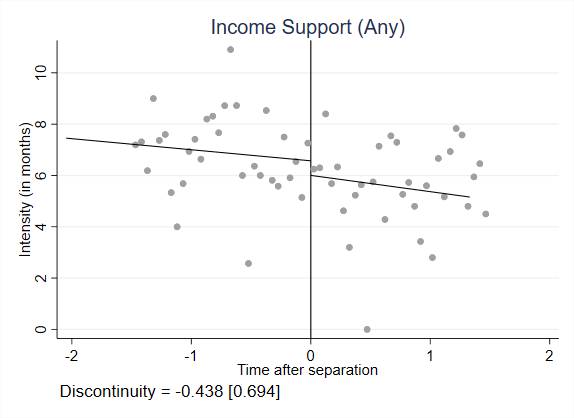 Income Support (Any)
Intensity (in months)
10
8
6
4
2
0
-2 -1 0 1 2
Time after separation
Discontinuity = -0.438 [0.694]